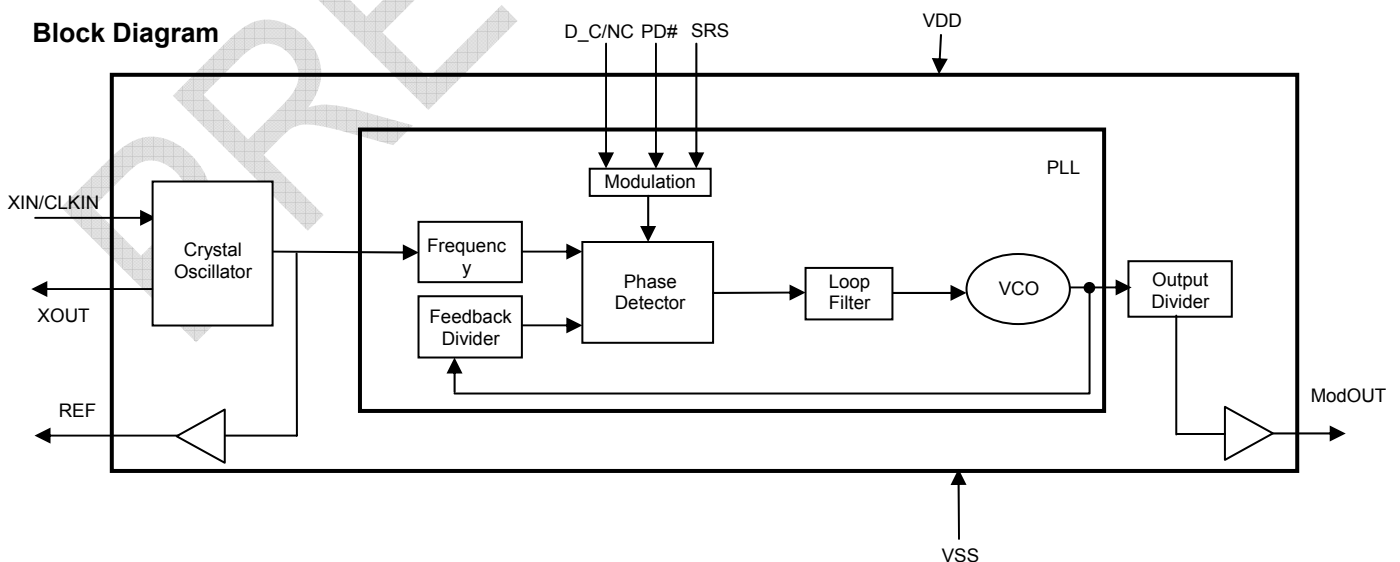 Block Diagram
D_C/NC PD# SRS
VDD
PLL
Modulation
XIN/CLKIN
Crystal
Oscillator
XOUT
REF
Frequenc
y
Feedback
Divider
Phase
Detector
Loop
Filter
VCO
Output
Divider
ModOUT
VSS
PRE